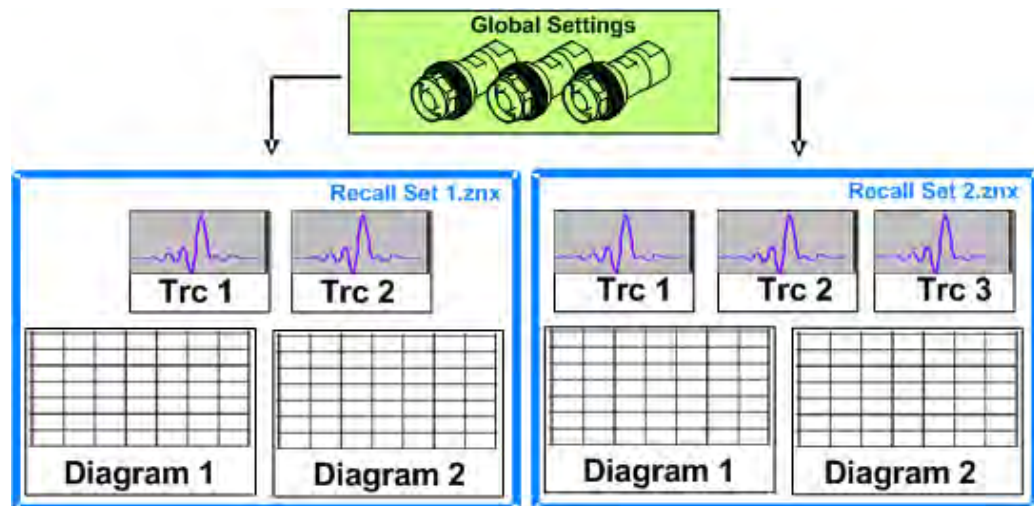 Global Settings
Recall Set 1.znx
Trc 1
Trc 2
Diagram 1
Diagram 2
Recall Set 2.znx
Trc 1
Trc 2
Trc 3
Diagram 1
Diagram 2